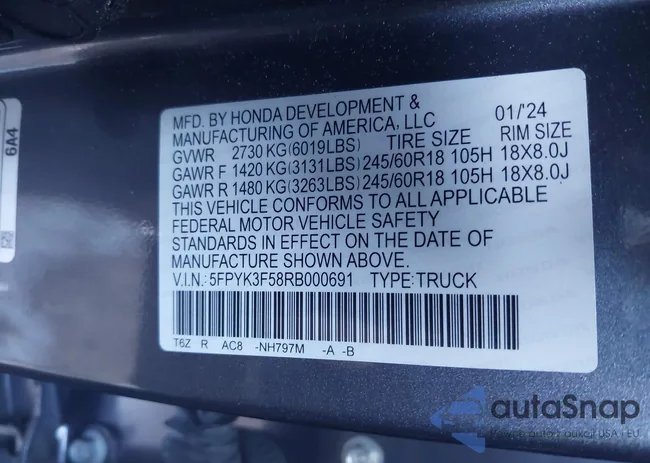 6A4
MFD. BY HONDA DEVELOPMENT & 01/'24
MANUFACTURING OF AMERICA, LLC
GVWR 2730 KG(6019LBS) TIRE SIZE RIM SIZE
GAWR F 1420 KG(3131LBS) 245/60R18 105H 18X8.0J
GAWR R 1480 KG(3263LBS) 245/60R18 105H 18X8.0J
THIS VEHICLE CONFORMS TO ALL APPLICABLE
FEDERAL MOTOR VEHICLE SAFETY
STANDARDS IN EFFECT ON THE DATE OF
MANUFACTURE SHOWN ABOVE.
V.I.N.: 5FPYK3F58RB000691 TYPE:TRUCK
T6Z R AC8 -NH797M -A -B
autaSnap
USA i EU